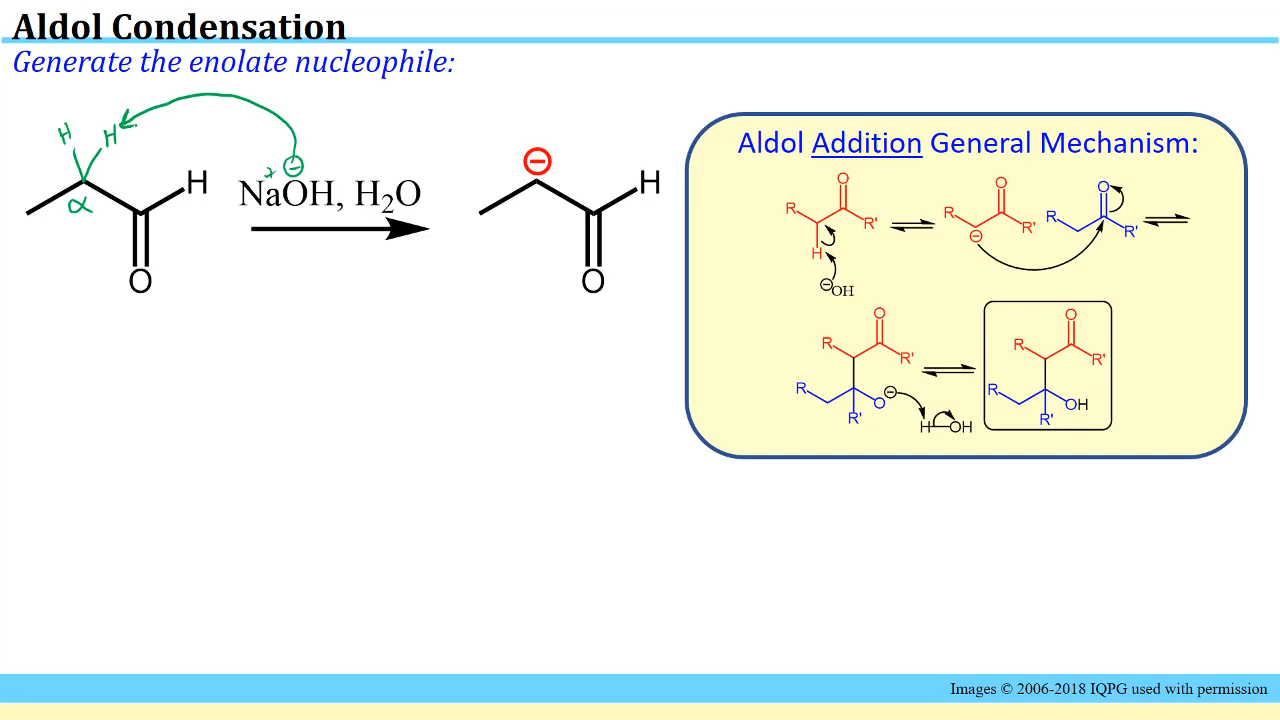 Aldol Condensation
Generate the enolate nucleophile:
H H
α
H
O
+ ⊖
NaOH, H₂O
⊖
H
O
Aldol Addition General Mechanism:
R O R' H
⊖OH
R O R' ⊖
R O R'
R O R' R O ⊖ R'
H OH
R O R' R OH R'
Images © 2006-2018 IQPG used with permission